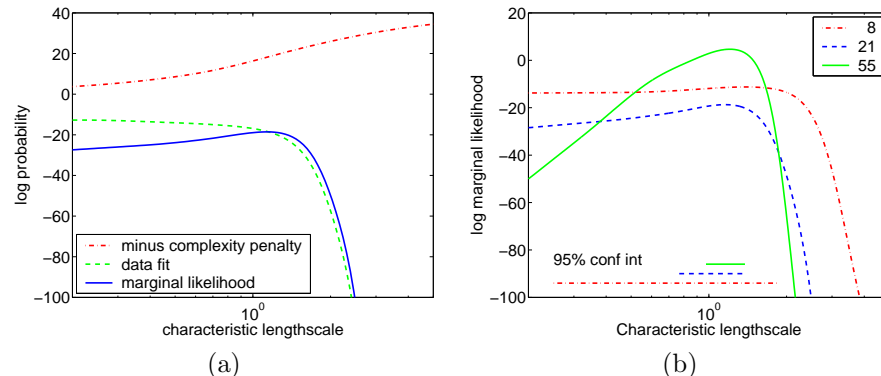 40
20
0
−20
−40
−60
−80
−100
log probability
minus complexity penalty
data fit
marginal likelihood
10^0
characteristic lengthscale
(a)
20
0
−20
−40
−60
−80
−100
log marginal likelihood
8
21
55
95% conf int
10^0
Characteristic lengthscale
(b)